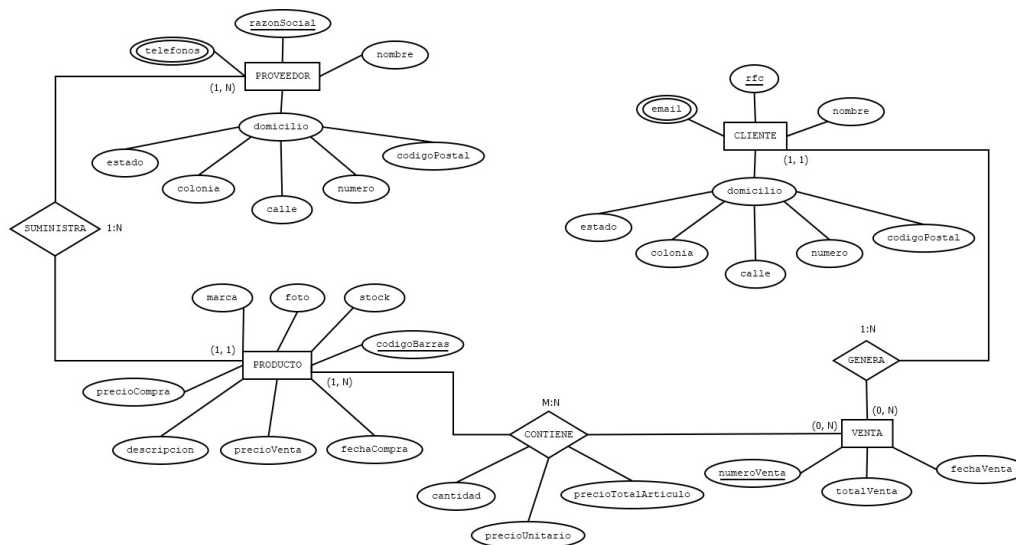 razonSocial
telefonos
nombre
PROVEEDOR
(1, N)
domicilio
estado
codigoPostal
colonia
numero
calle
SUMINISTRA
1:N
rfc
email
nombre
CLIENTE
(1, 1)
domicilio
estado
codigoPostal
colonia
numero
calle
marca
foto
stock
codigoBarras
(1, 1)
PRODUCTO
(1, N)
precioCompra
descripcion
precioVenta
fechaCompra
M:N
CONTIENE
cantidad
precioTotalArticulo
precioUnitario
1:N
GENERA
(0, N)
(0, N)
VENTA
numeroVenta
fechaVenta
totalVenta